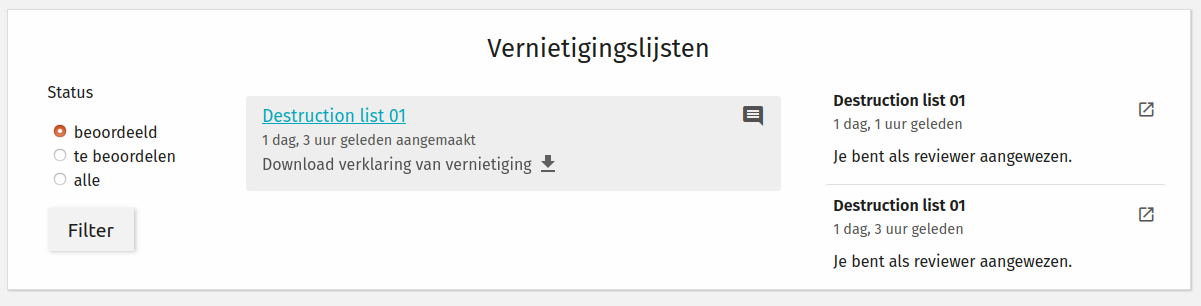 Vernietigingslijsten
Status
beoordeeld
te beoordelen
alle
Filter
Destruction list 01
1 dag, 3 uur geleden aangemaakt
Download verklaring van vernietiging
Destruction list 01
1 dag, 1 uur geleden
Je bent als reviewer aangewezen.
Destruction list 01
1 dag, 3 uur geleden
Je bent als reviewer aangewezen.